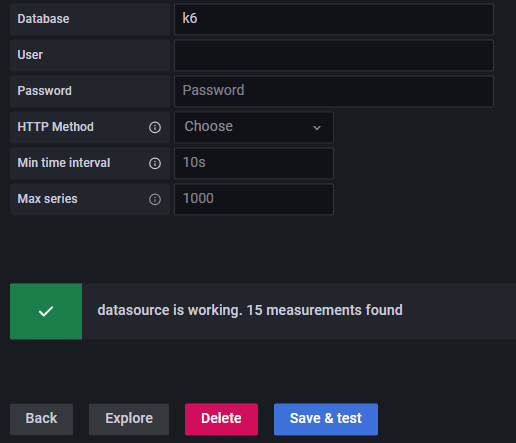 Database k6
User
Password Password
HTTP Method Choose
Min time interval 10s
Max series 1000
datasource is working. 15 measurements found
Back Explore Delete Save & test